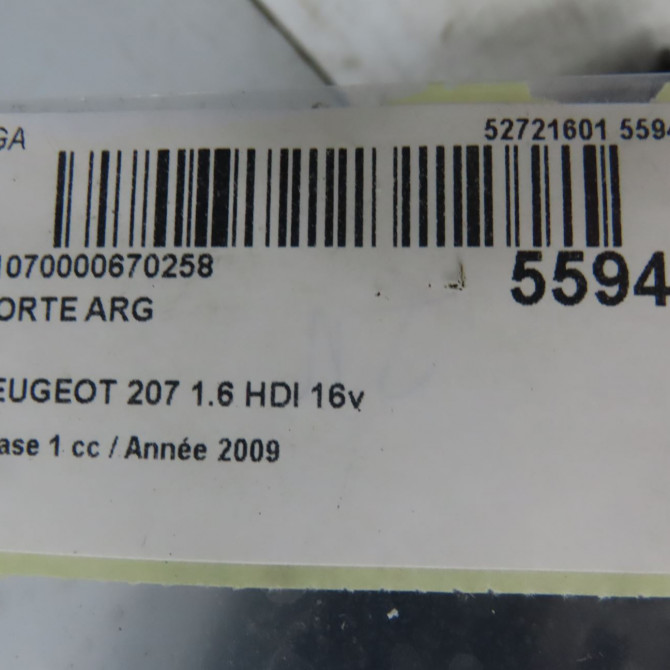 GA
52721601 5594
1070000670258
5594
ORTE ARG
EUGEOT 207 1.6 HDI 16v
ase 1 cc / Année 2009